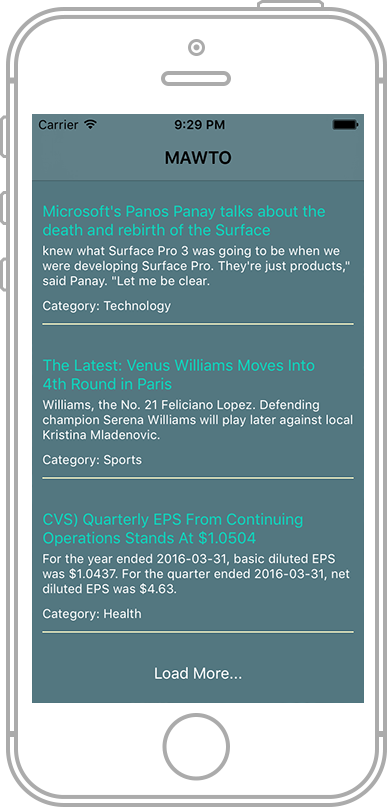 Carrier 9:29 PM
MAWTO
Microsoft's Panos Panay talks about the
death and rebirth of the Surface
knew what Surface Pro 3 was going to be when we
were developing Surface Pro. They're just products,"
said Panay. "Let me be clear.
Category: Technology
The Latest: Venus Williams Moves Into
4th Round in Paris
Williams, the No. 21 Feliciano Lopez. Defending
champion Serena Williams will play later against local
Kristina Mladenovic.
Category: Sports
CVS) Quarterly EPS From Continuing
Operations Stands At $1.0504
For the year ended 2016-03-31, basic diluted EPS
was $1.0437. For the quarter ended 2016-03-31, net
diluted EPS was $4.63.
Category: Health
Load More...